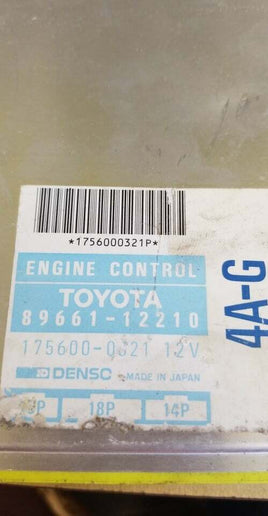 *1756000321P*
ENGINE CONTROL
TOYOTA
89661-12210
175600-0321 12V
DENSO MADE IN JAPAN
18P 14P
4A-G